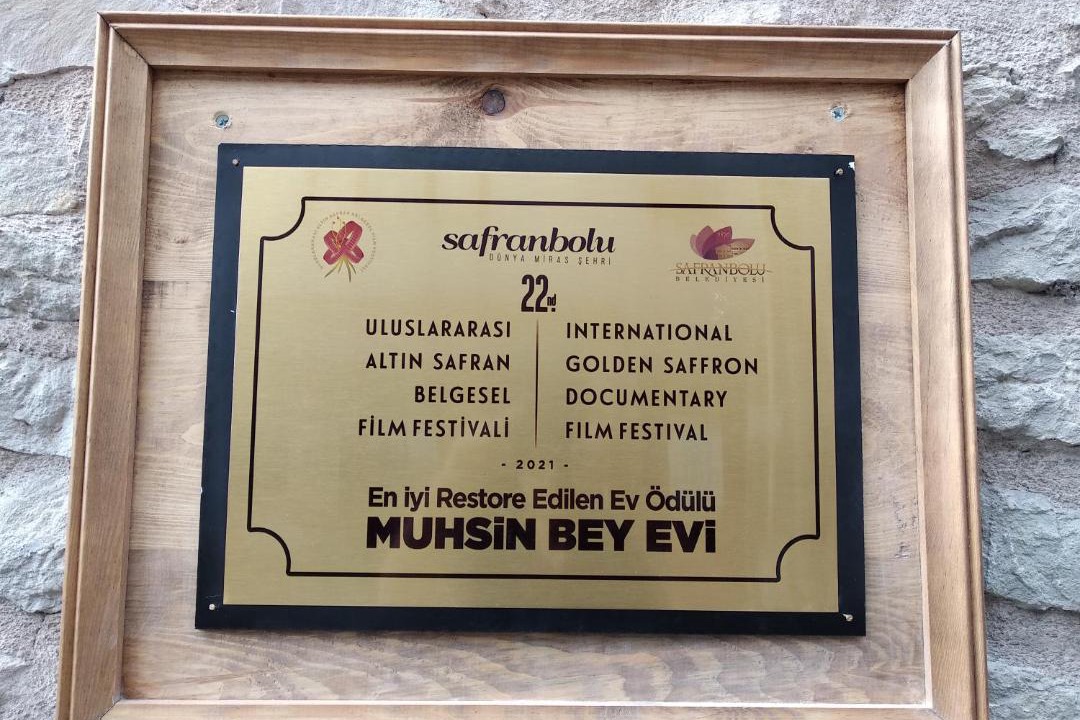 safranbolu
DÜNYA MİRAS ŞEHRİ
SAFRANBOLU
BELEDİYESİ
22nd.
ULUSLARARASI
ALTIN SAFRAN
BELGESEL
FİLM FESTİVALİ
INTERNATIONAL
GOLDEN SAFFRON
DOCUMENTARY
FILM FESTIVAL
- 2021 -
En iyi Restore Edilen Ev Ödülü
MUHSİN BEY EVİ